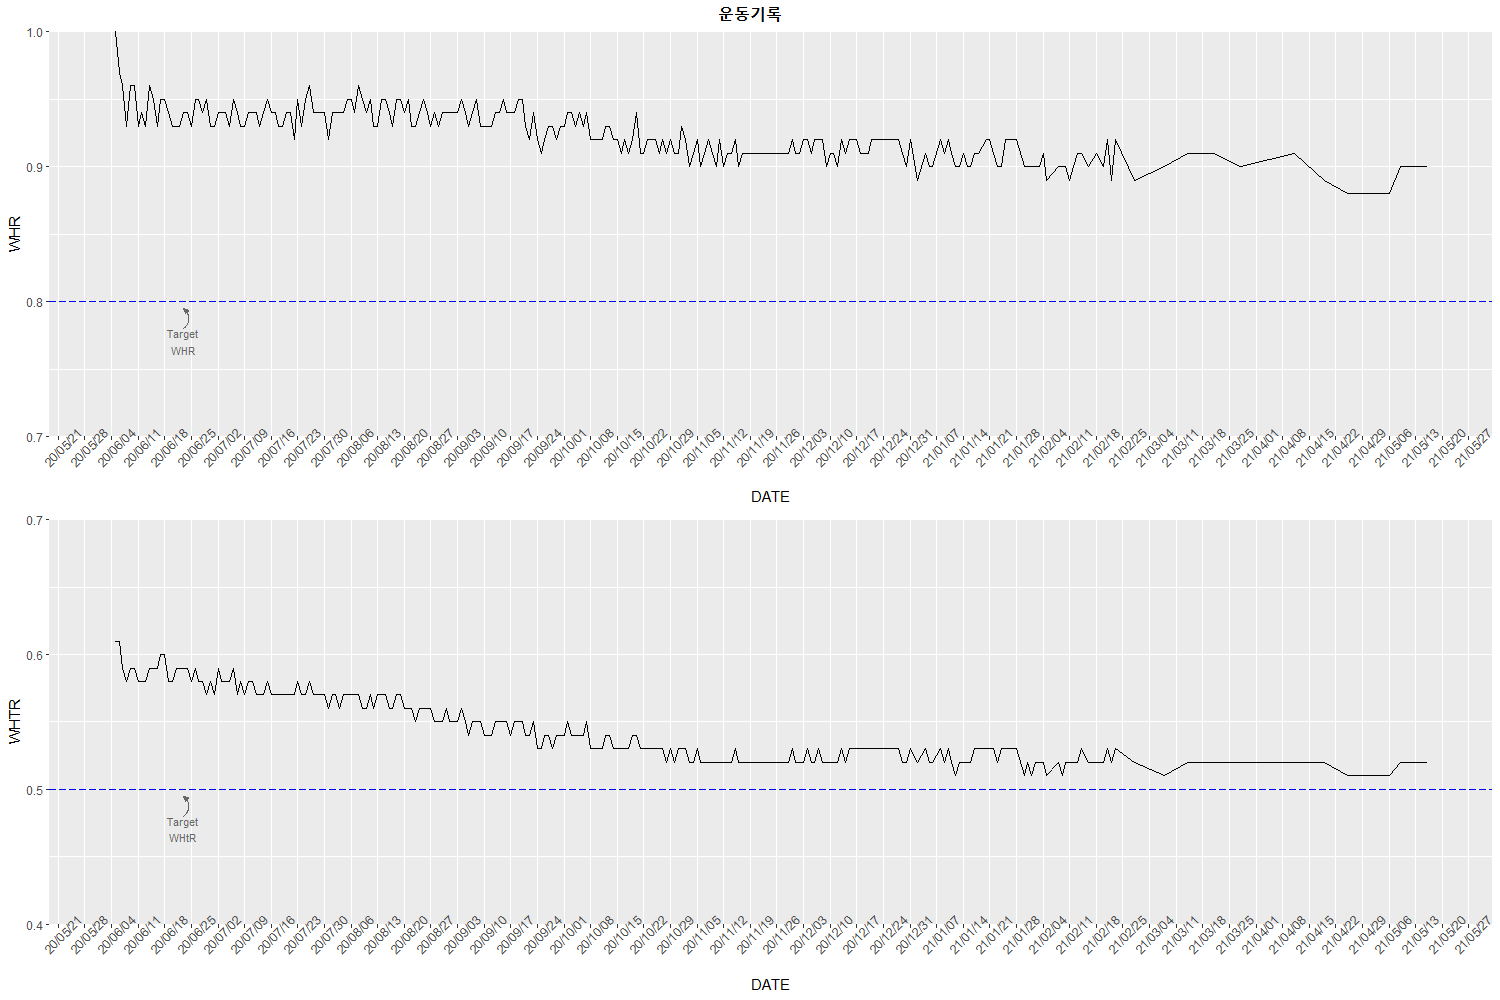 운동기록
1.0
0.9
0.8
0.7
WHR
Target
WHR
20/05/21 20/05/28 20/06/04 20/06/11 20/06/18 20/06/25 20/07/02 20/07/09 20/07/16 20/07/23 20/07/30 20/08/06 20/08/13 20/08/20 20/08/27 20/09/03 20/09/10 20/09/17 20/09/24 20/10/01 20/10/08 20/10/15 20/10/22 20/10/29 20/11/05 20/11/12 20/11/19 20/11/26 20/12/03 20/12/10 20/12/17 20/12/24 20/12/31 21/01/07 21/01/14 21/01/21 21/01/28 21/02/04 21/02/11 21/02/18 21/02/25 21/03/04 21/03/11 21/03/18 21/03/25 21/04/01 21/04/08 21/04/15 21/04/22 21/04/29 21/05/06 21/05/13 21/05/20 21/05/27
DATE
0.7
0.6
0.5
0.4
WHTR
Target
WHtR
20/05/21 20/05/28 20/06/04 20/06/11 20/06/18 20/06/25 20/07/02 20/07/09 20/07/16 20/07/23 20/07/30 20/08/06 20/08/13 20/08/20 20/08/27 20/09/03 20/09/10 20/09/17 20/09/24 20/10/01 20/10/08 20/10/15 20/10/22 20/10/29 20/11/05 20/11/12 20/11/19 20/11/26 20/12/03 20/12/10 20/12/17 20/12/24 20/12/31 21/01/07 21/01/14 21/01/21 21/01/28 21/02/04 21/02/11 21/02/18 21/02/25 21/03/04 21/03/11 21/03/18 21/03/25 21/04/01 21/04/08 21/04/15 21/04/22 21/04/29 21/05/06 21/05/13 21/05/20 21/05/27
DATE